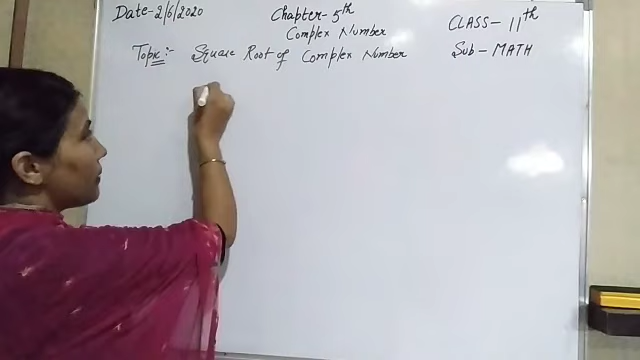 Date-2/6/2020 Chapter-5th CLASS-11th
Complex Number
Topic:- Square Root of Complex Number Sub-MATH